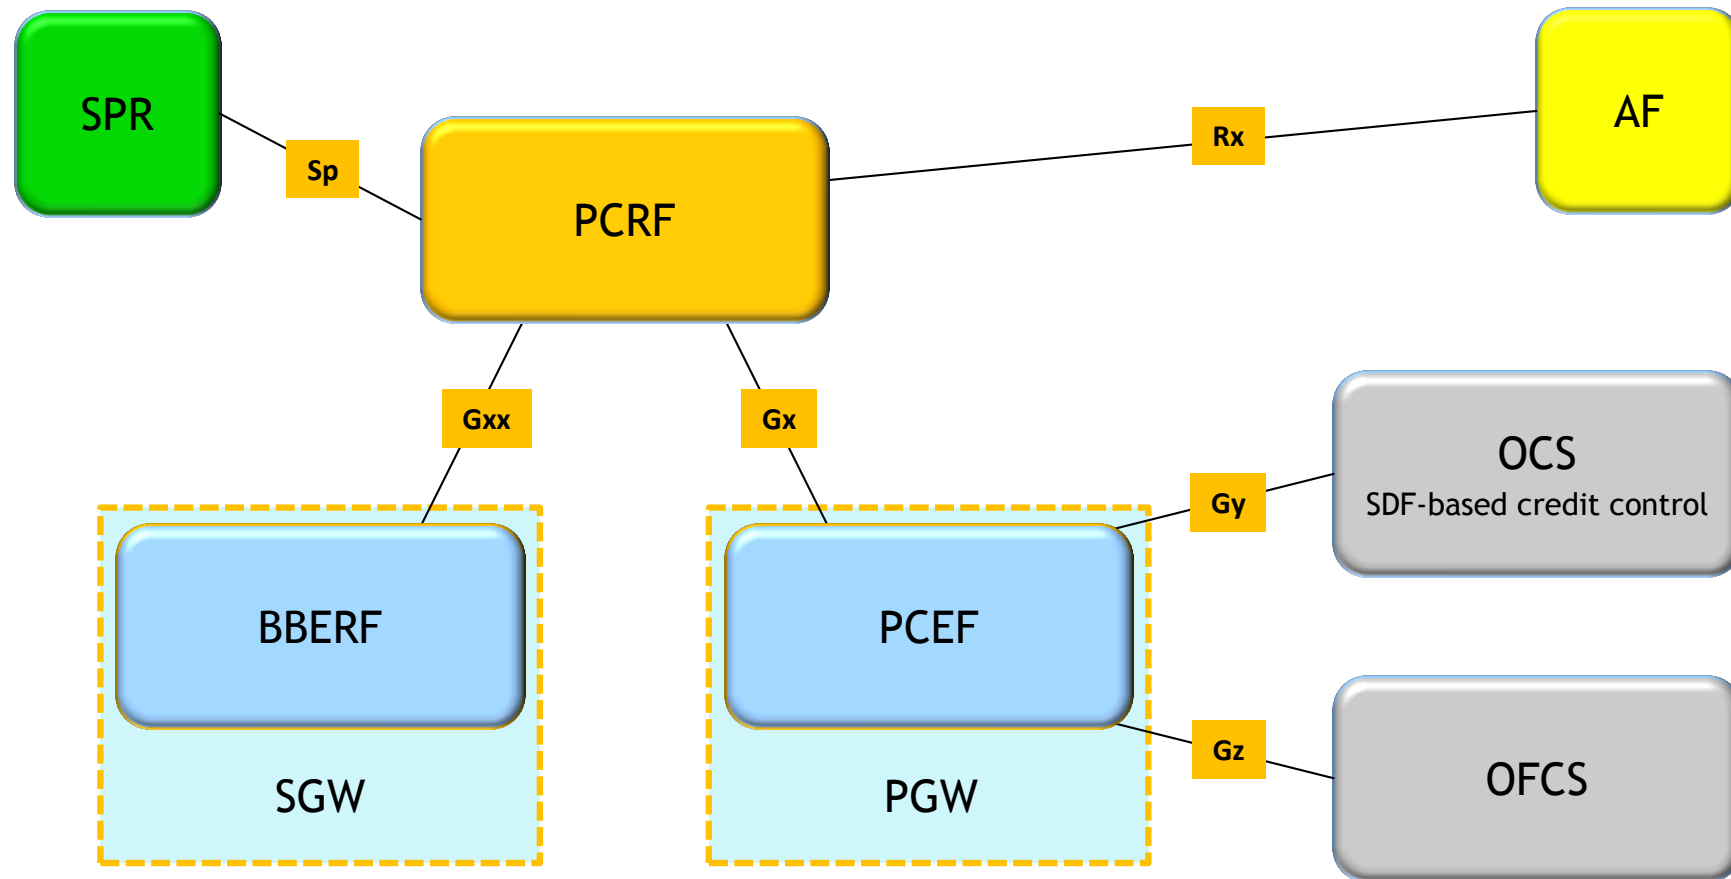 SPR
AF
Rx
Sp
PCRF
Gxx
Gx
OCS
SDF-based credit control
Gy
BBERF
PCEF
Gz
SGW
PGW
OFCS